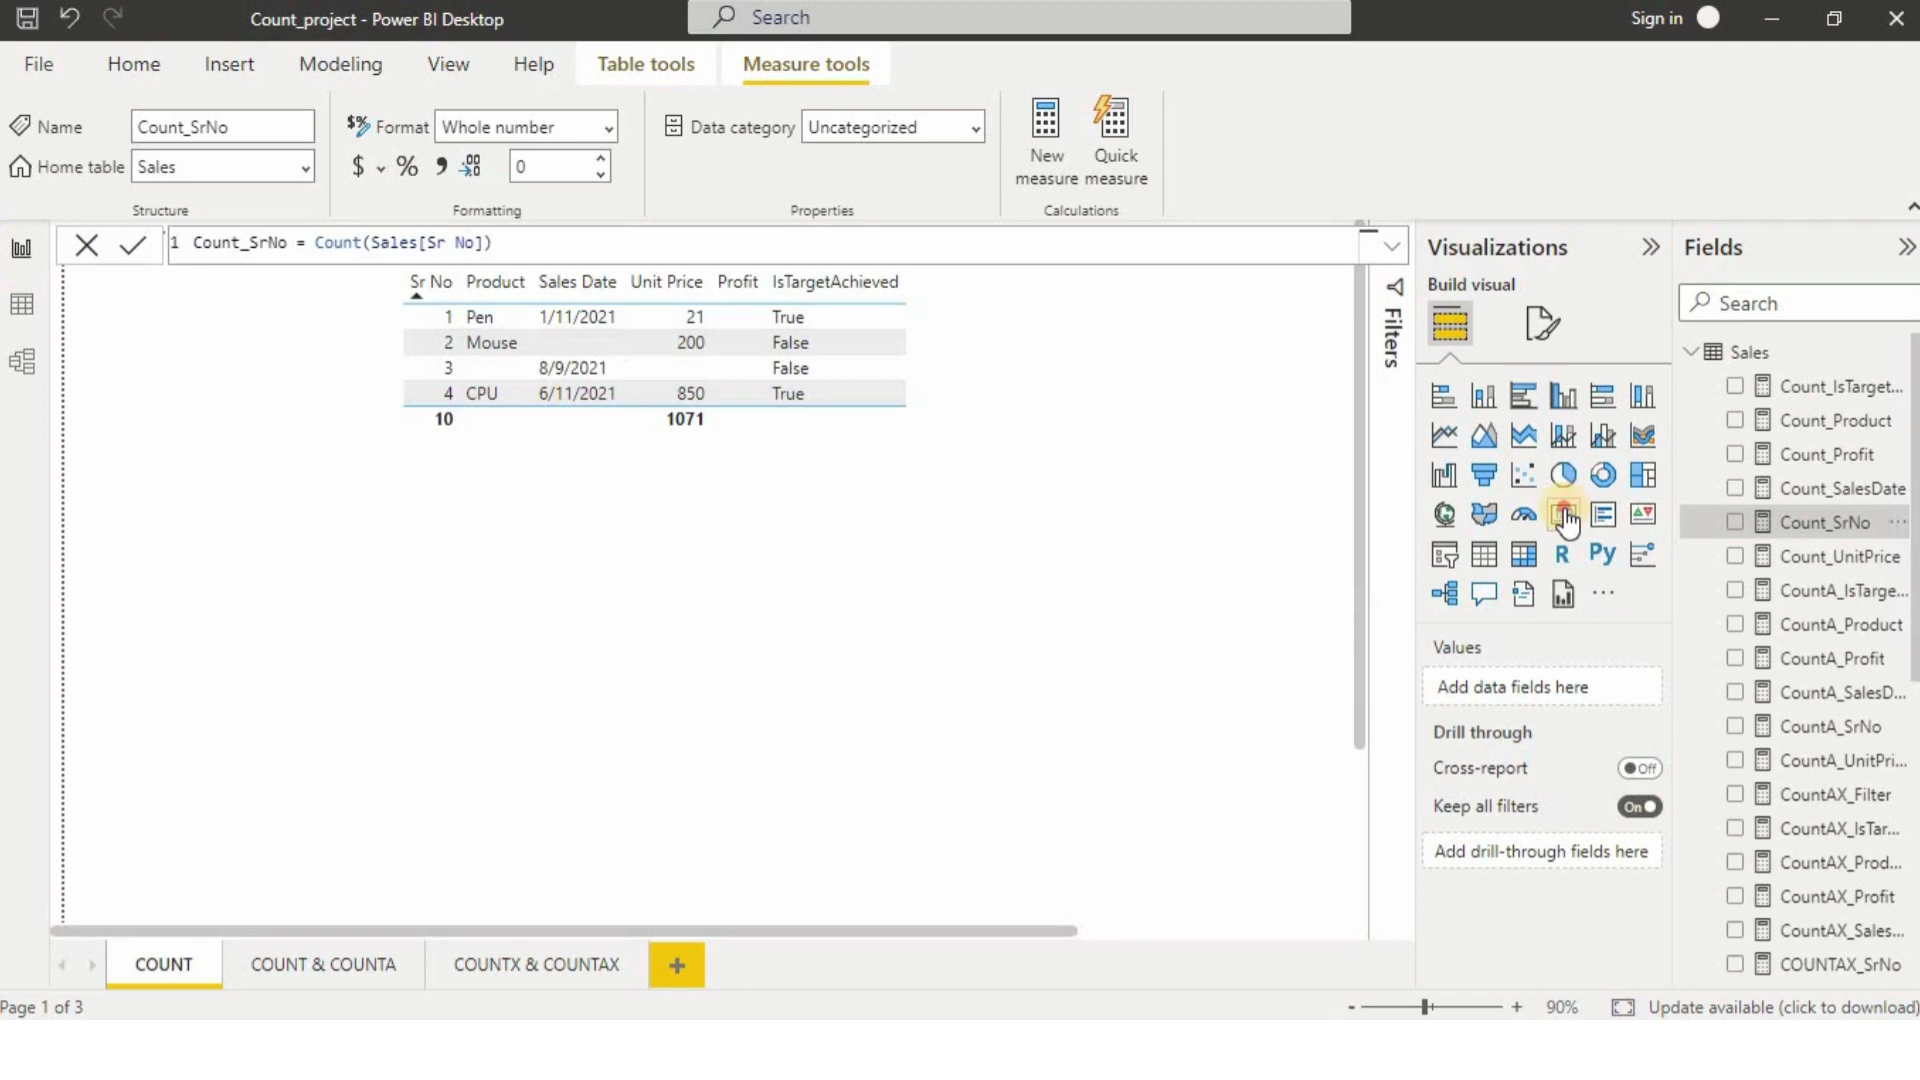 Count_project - Power BI Desktop
Search
Sign in
File
Home
Insert
Modeling
View
Help
Table tools
Measure tools
Name
Count_SrNo
Home table
Sales
Structure
Format
Whole number
$
%
0
Formatting
Data category
Uncategorized
Properties
New measure
Quick measure
Calculations
1 Count_SrNo = Count(Sales[Sr No])
Sr No Product Sales Date Unit Price Profit IsTargetAchieved
1 Pen 1/11/2021 21 True
2 Mouse 200 False
3 8/9/2021 False
4 CPU 6/11/2021 850 True
10 1071
Filters
Visualizations
Build visual
R
Py
Values
Add data fields here
Drill through
Cross-report
Off
Keep all filters
On
Add drill-through fields here
Fields
Search
Sales
Count_IsTarget...
Count_Product
Count_Profit
Count_SalesDate
Count_SrNo
Count_UnitPrice
CountA_IsTarge...
CountA_Product
CountA_Profit
CountA_SalesD...
CountA_SrNo
CountA_UnitPri...
CountAX_Filter
CountAX_IsTar...
CountAX_Prod...
CountAX_Profit
CountAX_Sales...
COUNTAX_SrNo
COUNT
COUNT & COUNTA
COUNTX & COUNTAX
+
Page 1 of 3
- + 90%
Update available (click to download)